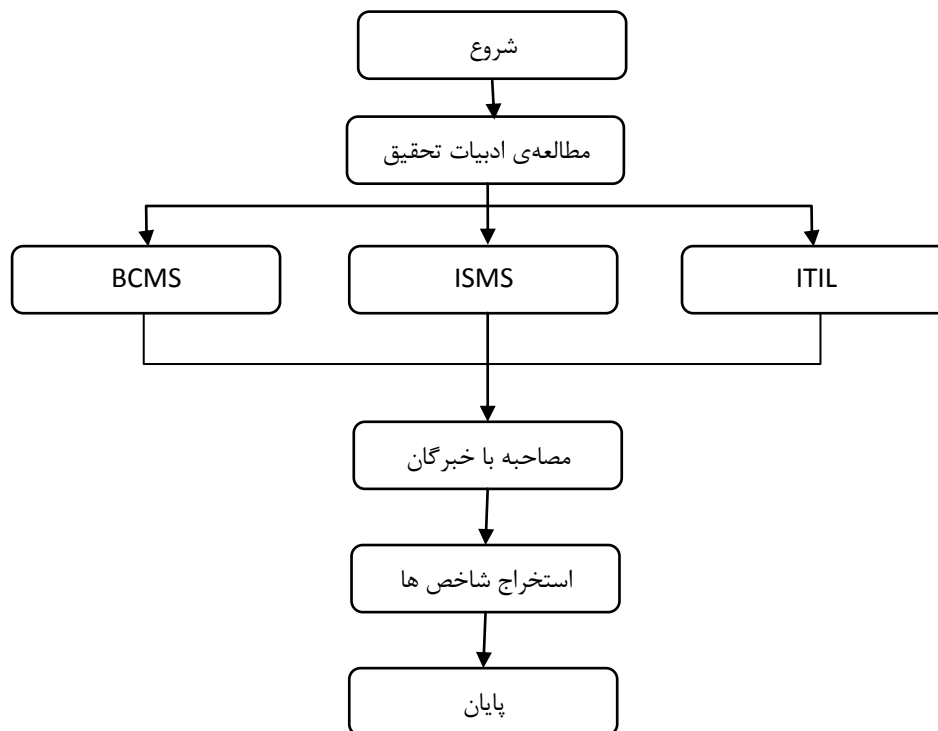 شروع
مطالعه‌ی ادبیات تحقیق
BCMS
ISMS
ITIL
مصاحبه با خبرگان
استخراج شاخص ها
پایان